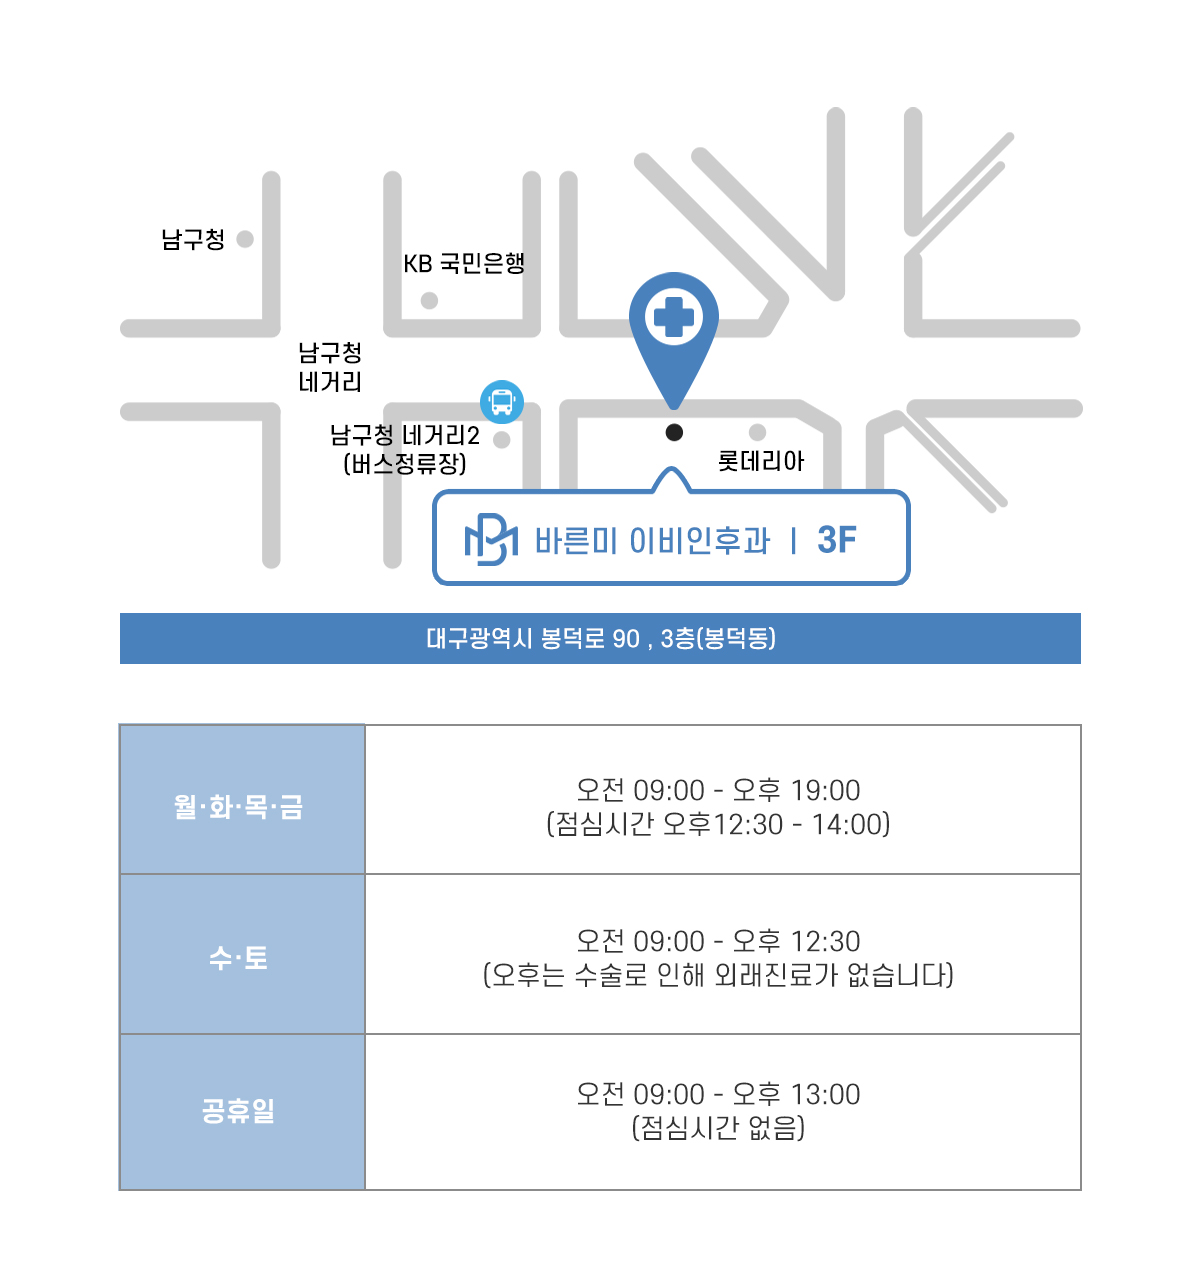 남구청
KB 국민은행
남구청
네거리
남구청 네거리2
(버스정류장)
롯데리아
바른미 이비인후과 | 3F
대구광역시 봉덕로 90 , 3층(봉덕동)
월·화·목·금
오전 09:00 - 오후 19:00
(점심시간 오후12:30 - 14:00)
수·토
오전 09:00 - 오후 12:30
(오후는 수술로 인해 외래진료가 없습니다)
공휴일
오전 09:00 - 오후 13:00
(점심시간 없음)